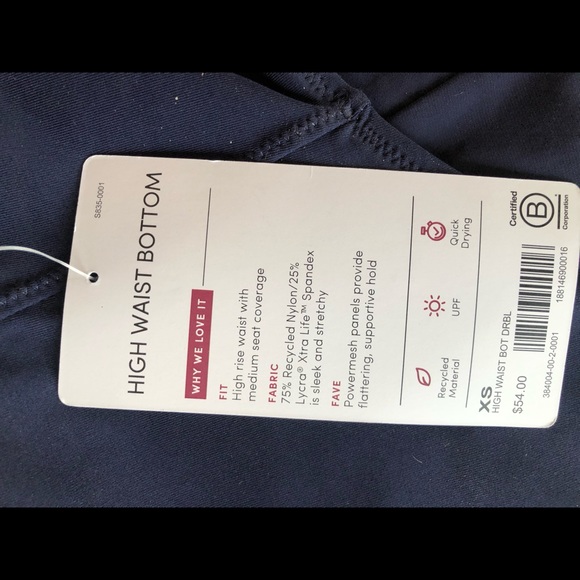 S835-0001
HIGH WAIST BOTTOM
WHY WE LOVE IT
FIT
High rise waist with
medium seat coverage
FABRIC
75% Recycled Nylon/25%
Lycra® Xtra Life™ Spandex
is sleek and stretchy
FAVE
Powermesh panels provide
flattering, supportive hold
Recycled
Material
UPF
Quick
Drying
XS
HIGH WAIST BOT DRBL
$54.00
384004-00-2-0001
188146900016
Certified
B
Corporation